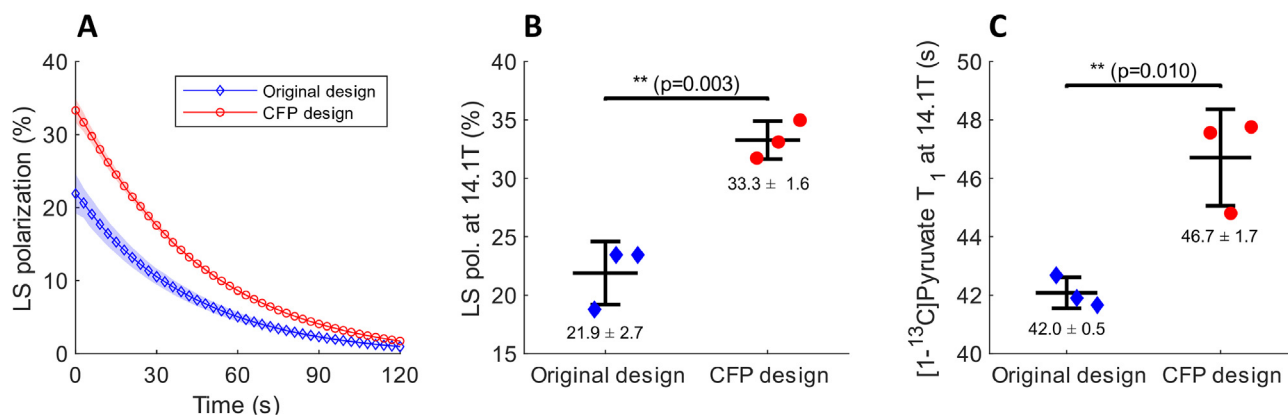 A
LS polarization (%)
40
30
20
10
0
0 30 60 90 120
Time (s)
Original design
CFP design
B
LS pol. at 14.1T (%)
40
35
30
25
20
15
** (p=0.003)
33.3 ± 1.6
21.9 ± 2.7
Original design CFP design
C
[1-¹³C]Pyruvate T₁ at 14.1T (s)
50
48
46
44
42
40
** (p=0.010)
46.7 ± 1.7
42.0 ± 0.5
Original design CFP design